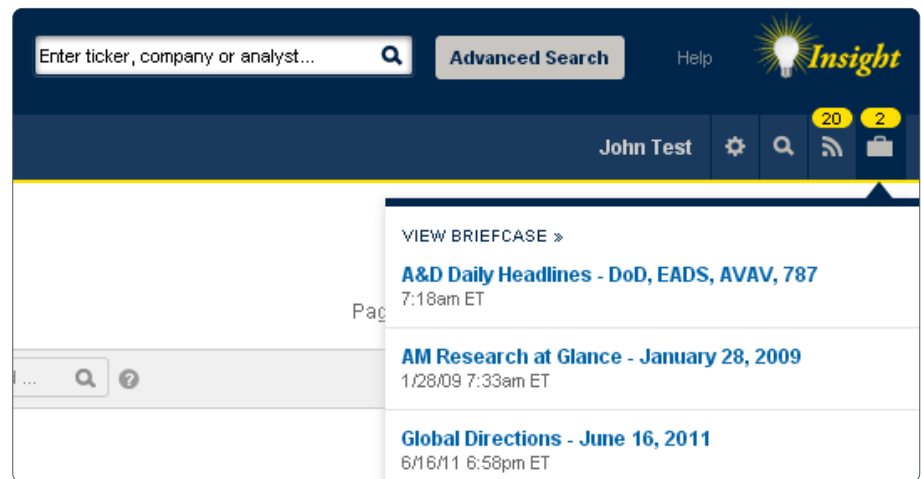 Enter ticker, company or analyst...
Advanced Search
Help
Insight
20
2
John Test
VIEW BRIEFCASE »
A&D Daily Headlines - DoD, EADS, AVAV, 787
7:18am ET
Pag
AM Research at Glance - January 28, 2009
1/28/09 7:33am ET
...
Global Directions - June 16, 2011
6/16/11 6:58pm ET